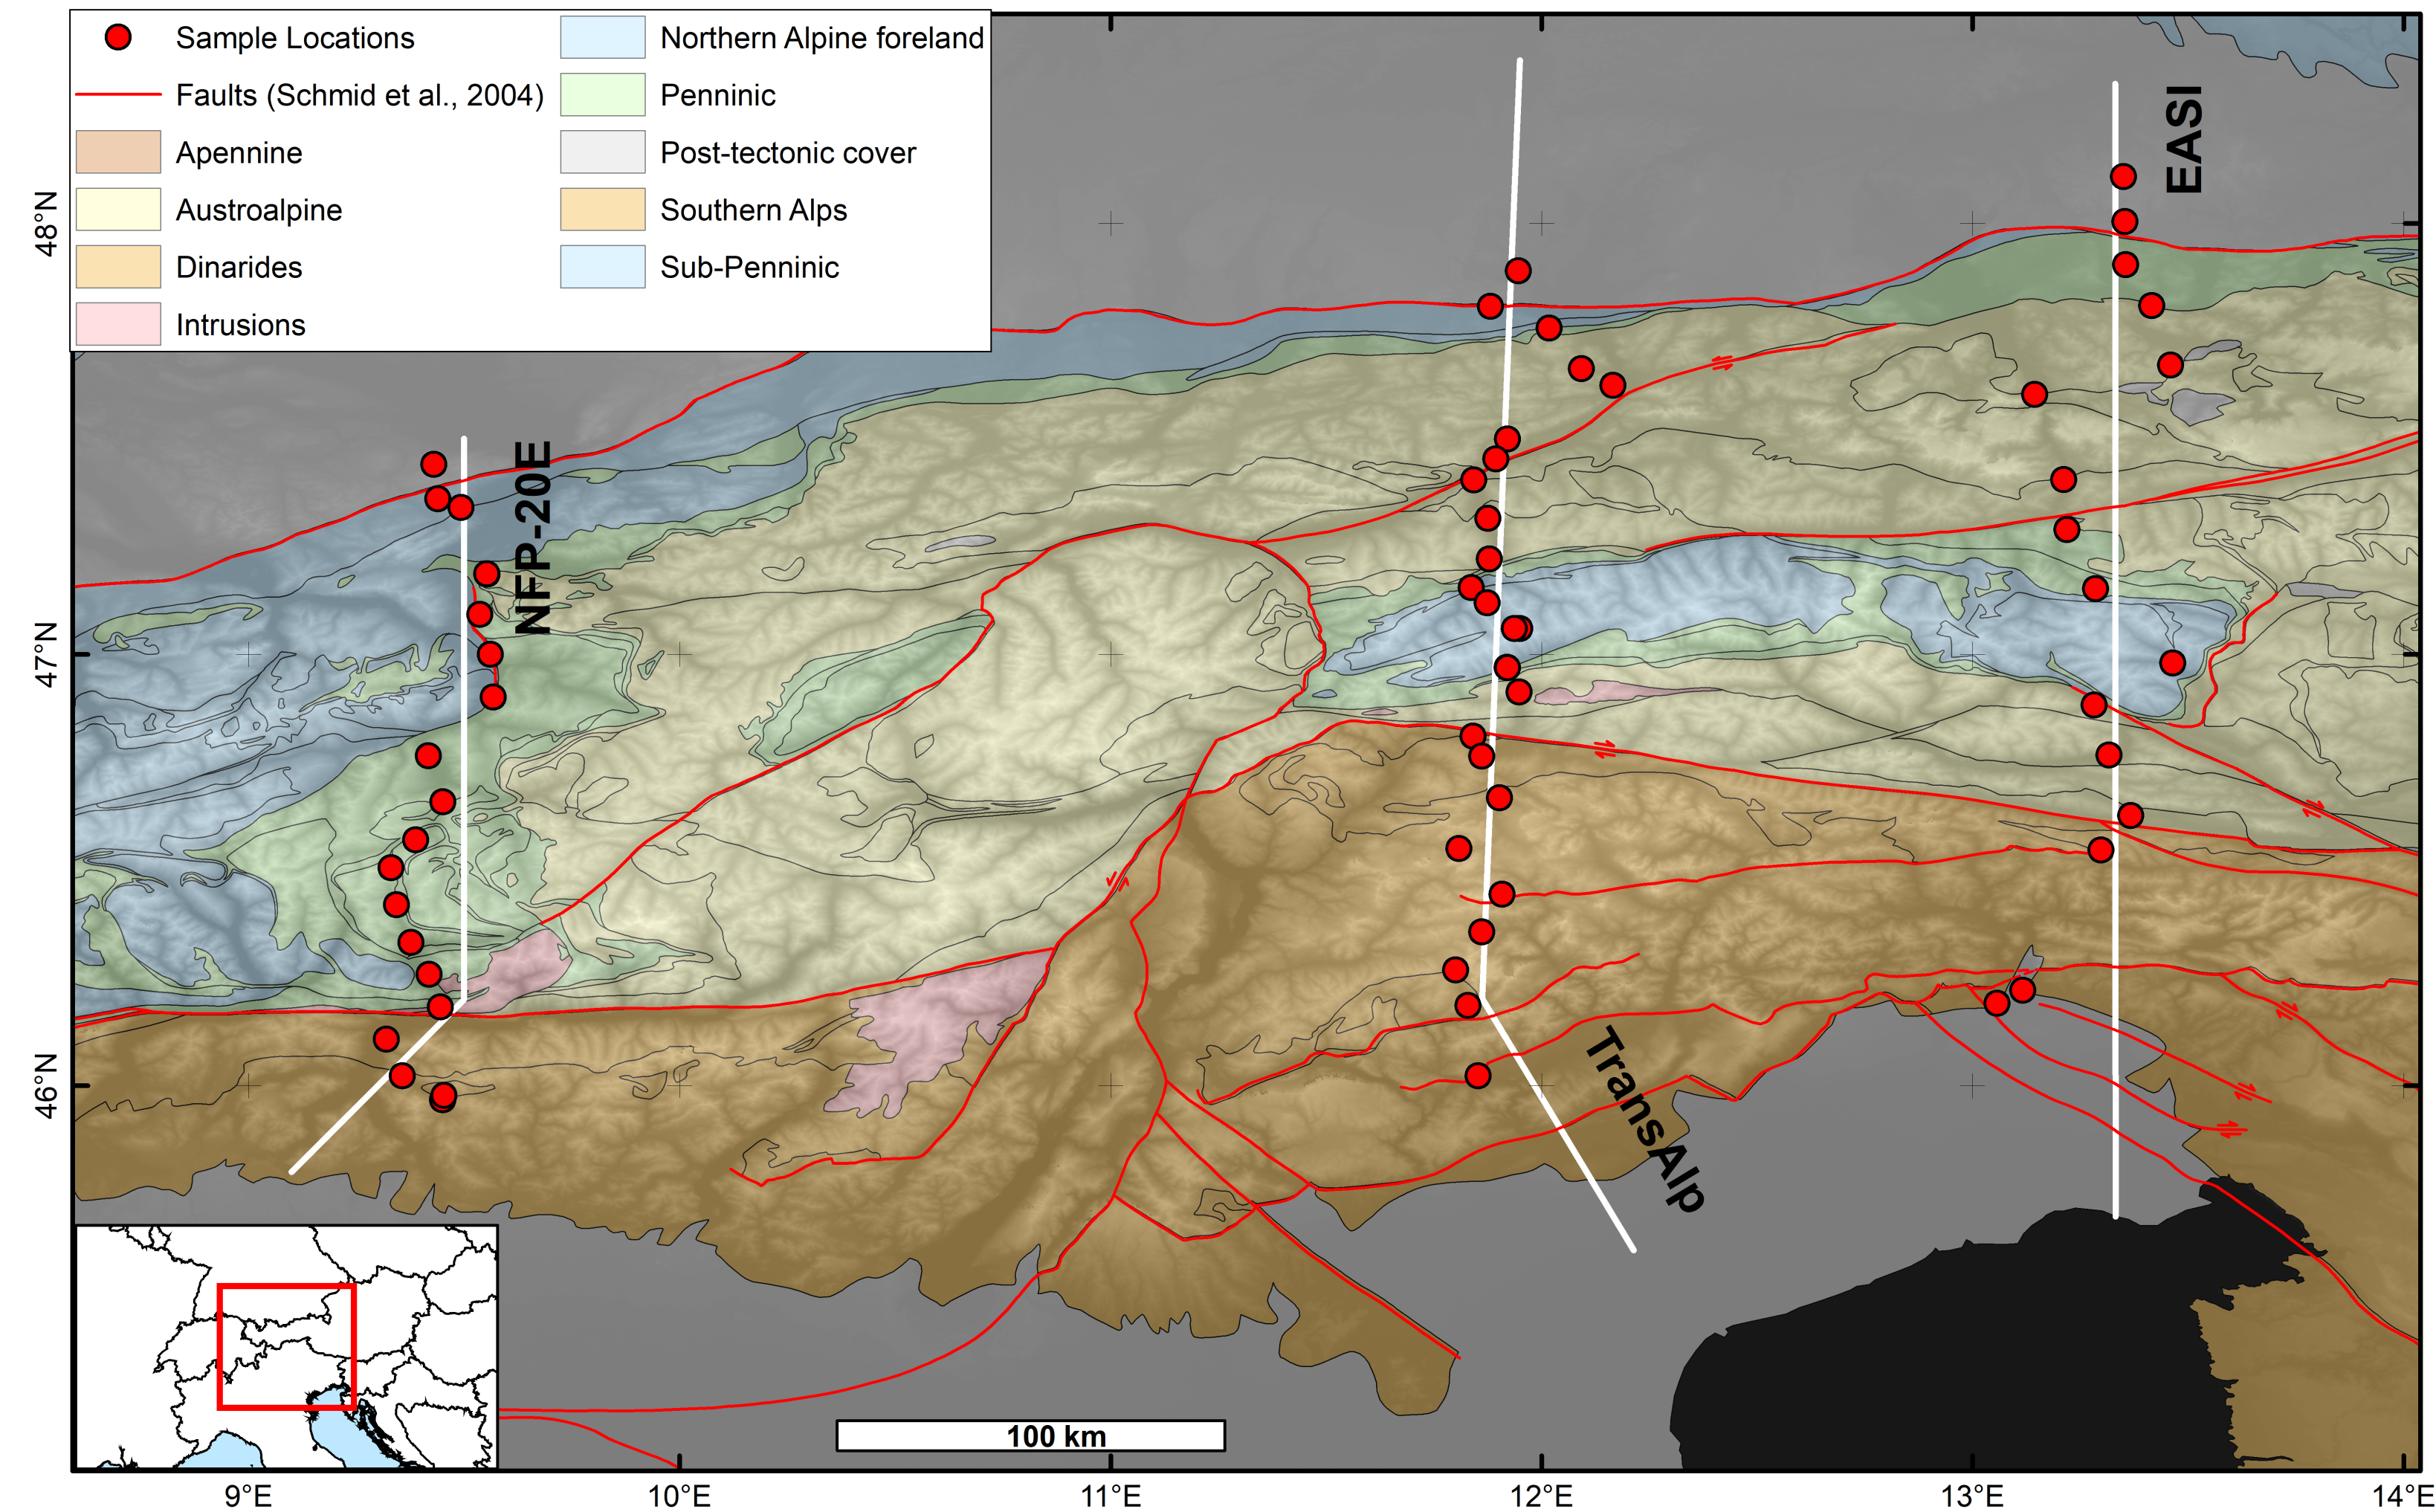 Sample Locations
Faults (Schmid et al., 2004)
Apennine
Austroalpine
Dinarides
Intrusions
Northern Alpine foreland
Penninic
Post-tectonic cover
Southern Alps
Sub-Penninic
EASI
NFP-20E
TransAlp
48°N
47°N
46°N
100 km
9°E
10°E
11°E
12°E
13°E
14°E